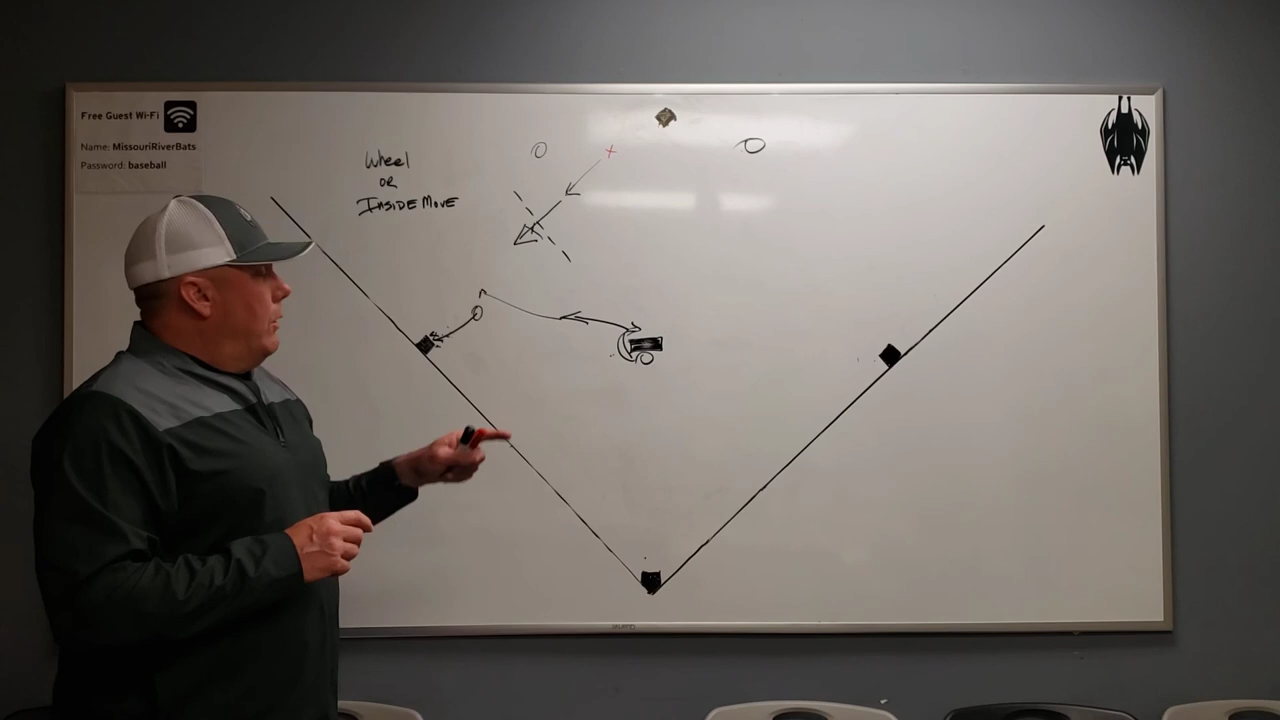 Free Guest Wi-Fi
Name: MissouriRiverBats
Password: baseball
Wheel
OR
INSIDE MOVE